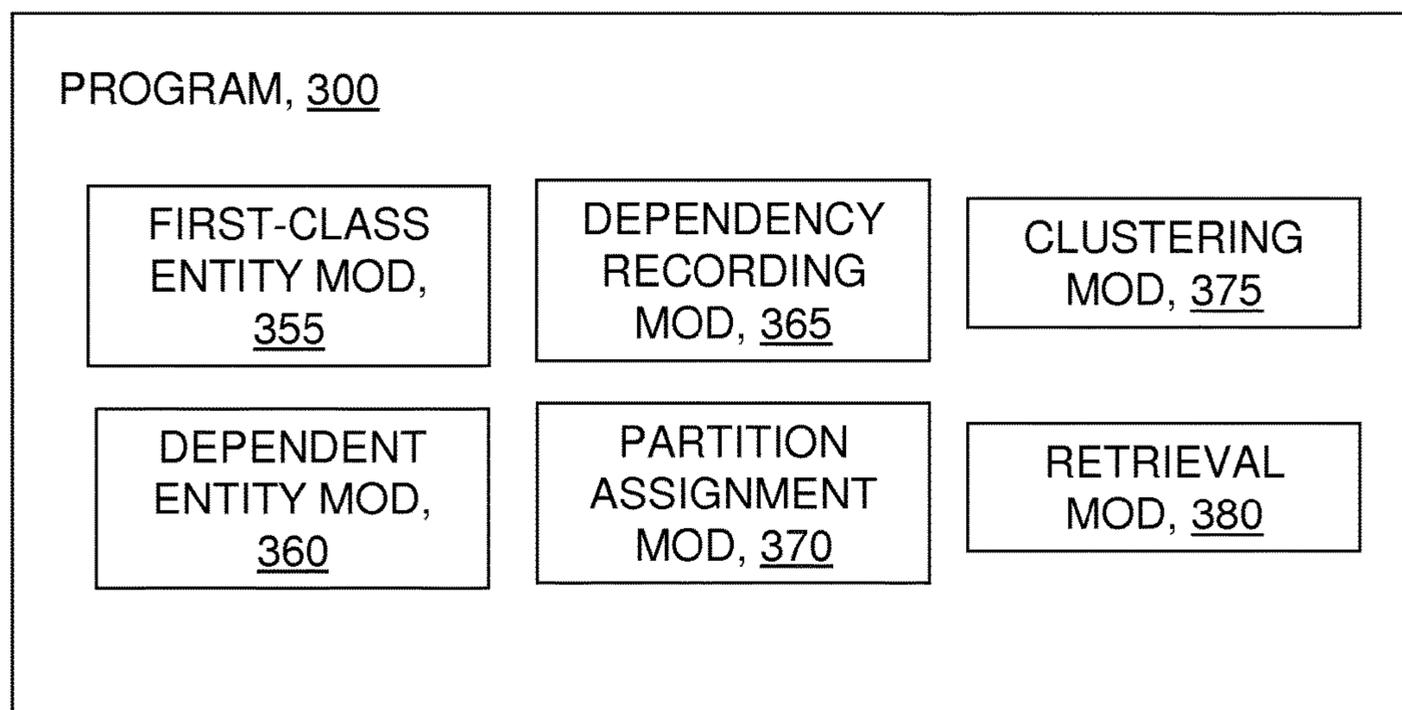 PROGRAM, 300
FIRST-CLASS
ENTITY MOD,
355
DEPENDENCY
RECORDING
MOD, 365
CLUSTERING
MOD, 375
DEPENDENT
ENTITY MOD,
360
PARTITION
ASSIGNMENT
MOD, 370
RETRIEVAL
MOD, 380